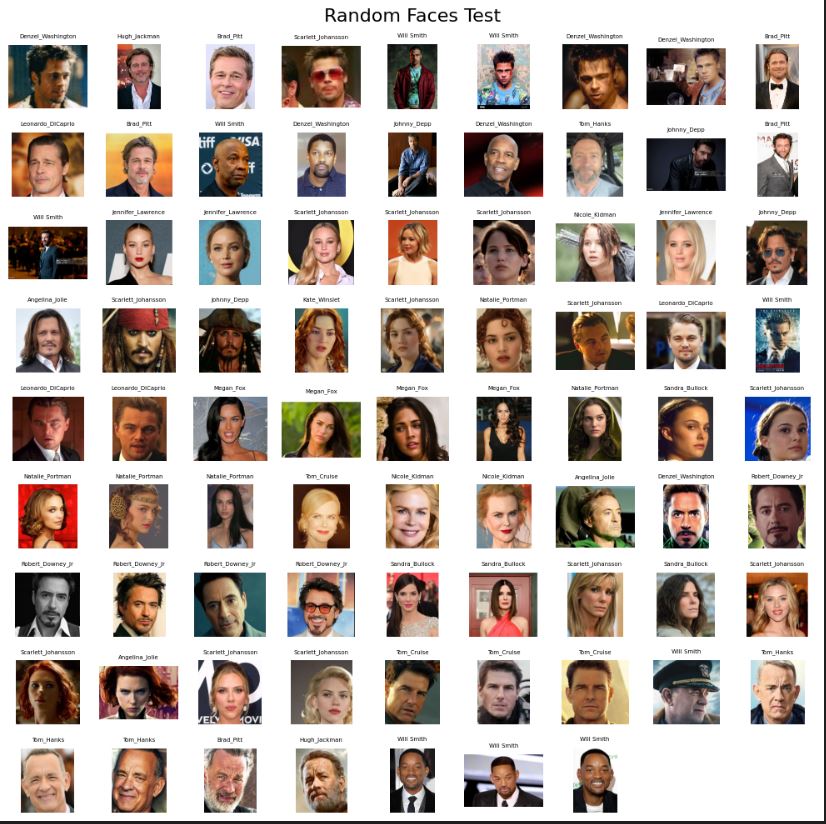 Random Faces Test
Denzel_Washington Hugh_Jackman Brad_Pitt Scarlett_Johansson Will Smith Will Smith Denzel_Washington Denzel_Washington Brad_Pitt
Leonardo_DiCaprio Brad_Pitt Will Smith Denzel_Washington Johnny_Depp Denzel_Washington Tom_Hanks Johnny_Depp Brad_Pitt
Will Smith Jennifer_Lawrence Jennifer_Lawrence Scarlett_Johansson Scarlett_Johansson Scarlett_Johansson Nicole_Kidman Jennifer_Lawrence Johnny_Depp
Angelina_Jolie Scarlett_Johansson Johnny_Depp Kate_Winslet Scarlett_Johansson Natalie_Portman Scarlett_Johansson Leonardo_DiCaprio Will Smith
Leonardo_DiCaprio Leonardo_DiCaprio Megan_Fox Megan_Fox Megan_Fox Megan_Fox Natalie_Portman Sandra_Bullock Scarlett_Johansson
Natalie_Portman Natalie_Portman Natalie_Portman Tom_Cruise Nicole_Kidman Nicole_Kidman Angelina_Jolie Denzel_Washington Robert_Downey_Jr
Robert_Downey_Jr Robert_Downey_Jr Robert_Downey_Jr Robert_Downey_Jr Sandra_Bullock Sandra_Bullock Scarlett_Johansson Sandra_Bullock Scarlett_Johansson
Scarlett_Johansson Angelina_Jolie Scarlett_Johansson Scarlett_Johansson Tom_Cruise Tom_Cruise Tom_Cruise Will Smith Tom_Hanks
Tom_Hanks Tom_Hanks Brad_Pitt Hugh_Jackman Will Smith Will Smith Will Smith